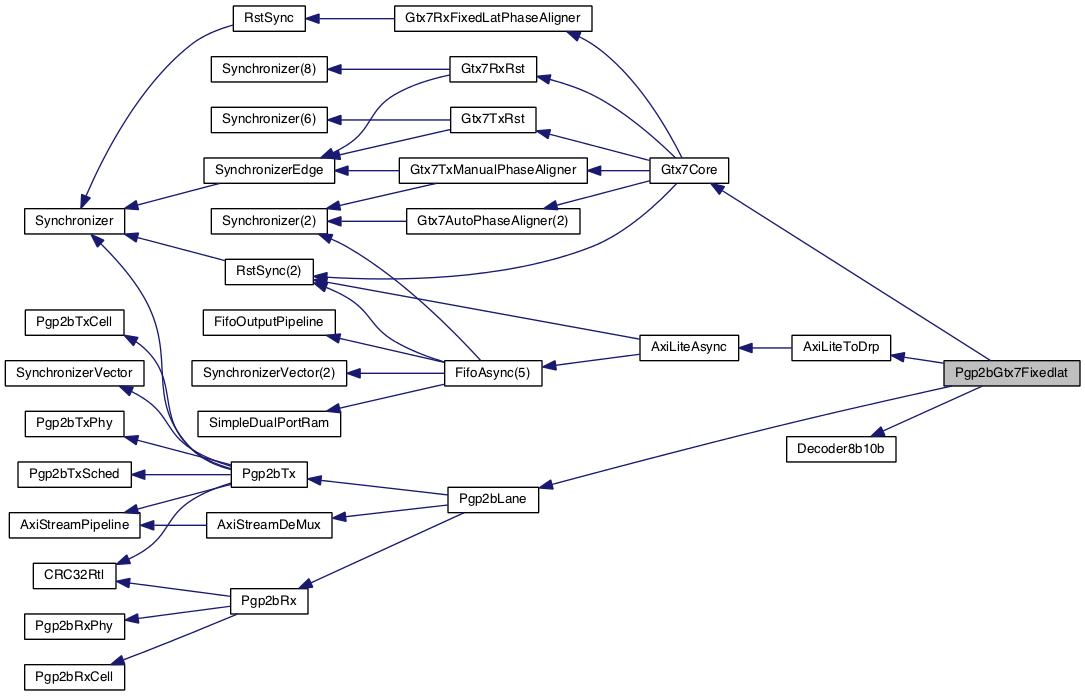 RstSync
Gtx7RxFixedLatPhaseAligner
Synchronizer(8)
Gtx7RxRst
Synchronizer(6)
Gtx7TxRst
SynchronizerEdge
Gtx7TxManualPhaseAligner
Gtx7Core
Synchronizer
Synchronizer(2)
Gtx7AutoPhaseAligner(2)
RstSync(2)
Pgp2bTxCell
FifoOutputPipeline
AxiLiteAsync
AxiLiteToDrp
SynchronizerVector
SynchronizerVector(2)
FifoAsync(5)
Pgp2bGtx7Fixedlat
Pgp2bTxPhy
SimpleDualPortRam
Decoder8b10b
Pgp2bTxSched
Pgp2bTx
Pgp2bLane
AxiStreamPipeline
AxiStreamDeMux
CRC32Rtl
Pgp2bRx
Pgp2bRxPhy
Pgp2bRxCell